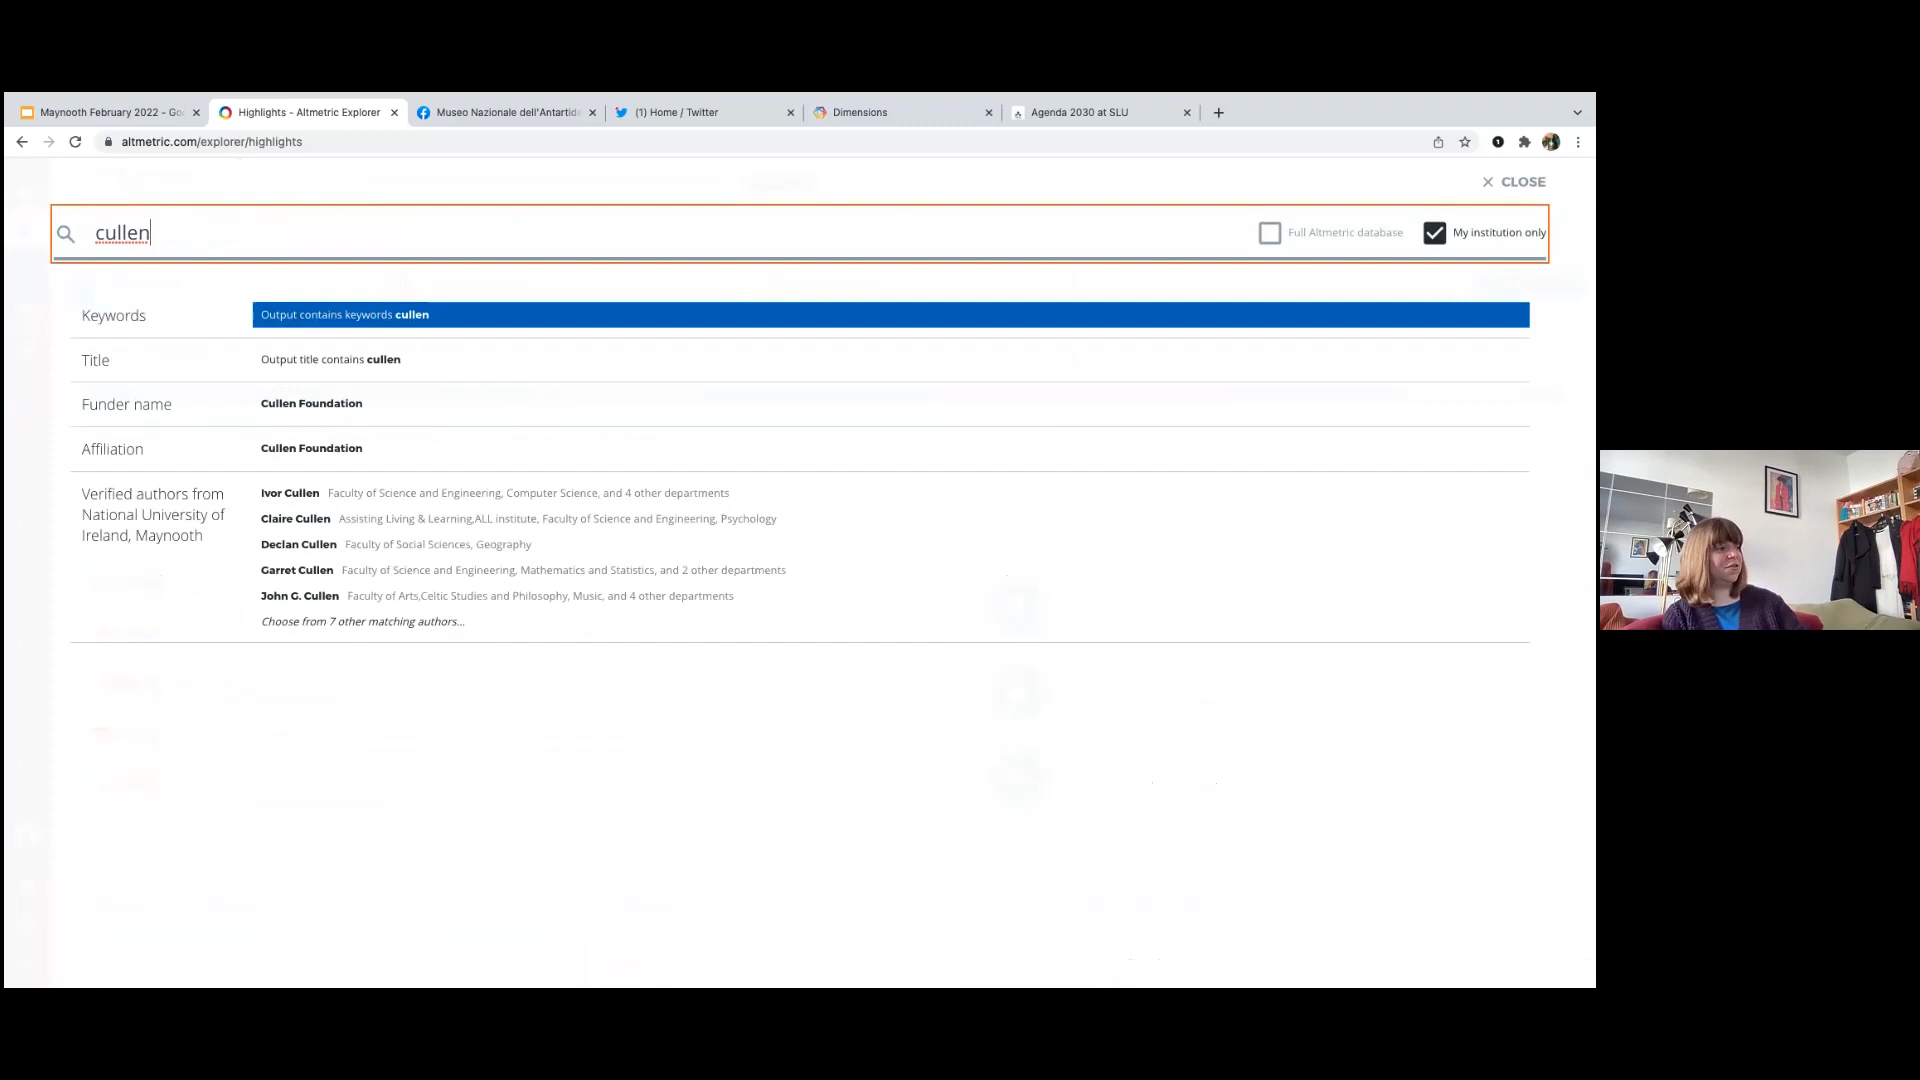 Maynooth February 2022 - Goo
Highlights - Altmetric Explorer
Museo Nazionale dell'Antartide
(1) Home / Twitter
Dimensions
Agenda 2030 at SLU
altmetric.com/explorer/highlights
CLOSE
cullen
Full Altmetric database
My institution only
Keywords
Output contains keywords cullen
Title
Output title contains cullen
Funder name
Cullen Foundation
Affiliation
Cullen Foundation
Verified authors from
National University of
Ireland, Maynooth
Ivor Cullen Faculty of Science and Engineering, Computer Science, and 4 other departments
Claire Cullen Assisting Living & Learning,ALL institute, Faculty of Science and Engineering, Psychology
Declan Cullen Faculty of Social Sciences, Geography
Garret Cullen Faculty of Science and Engineering, Mathematics and Statistics, and 2 other departments
John G. Cullen Faculty of Arts,Celtic Studies and Philosophy, Music, and 4 other departments
Choose from 7 other matching authors...